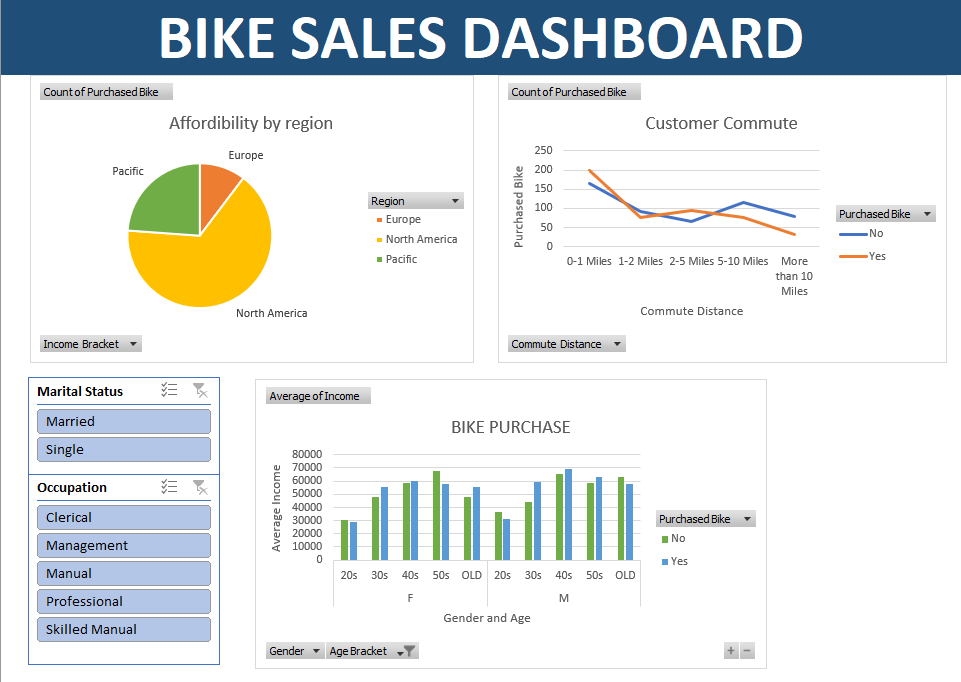 BIKE SALES DASHBOARD
Count of Purchased Bike
Affordibility by region
Europe
Pacific
North America
Region
Europe
North America
Pacific
Income Bracket
Count of Purchased Bike
Customer Commute
Purchased Bike
250
200
150
100
50
0
0-1 Miles 1-2 Miles 2-5 Miles 5-10 Miles More
than 10
Miles
Commute Distance
Purchased Bike
No
Yes
Commute Distance
Marital Status
Married
Single
Occupation
Clerical
Management
Manual
Professional
Skilled Manual
Average of Income
BIKE PURCHASE
Average Income
80000
70000
60000
50000
40000
30000
20000
10000
0
20s 30s 40s 50s OLD 20s 30s 40s 50s OLD
F M
Gender and Age
Purchased Bike
No
Yes
Gender Age Bracket
+ −